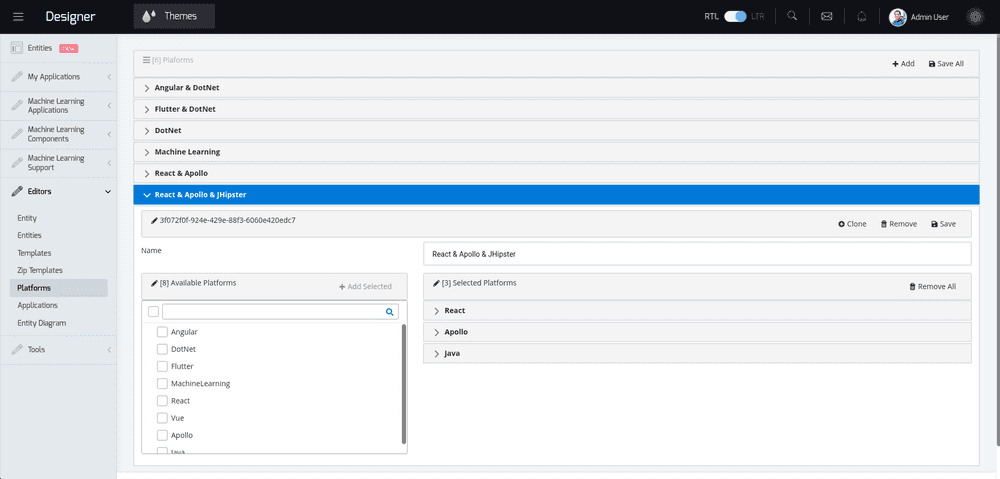 Designer
Themes
RTL
LTR
Admin User
Entities
My Applications
Machine Learning
Applications
Machine Learning
Components
Machine Learning
Support
Editors
Entity
Entities
Templates
Zip Templates
Platforms
Applications
Entity Diagram
Tools
[6] Plaforms
Add
Save All
Angular & DotNet
Flutter & DotNet
DotNet
Machine Learning
React & Apollo
React & Apollo & JHipster
3f072f0f-924e-429e-88f3-6060e420edc7
Clone
Remove
Save
Name
React & Apollo & JHipster
[8] Available Platforms
Add Selected
Angular
DotNet
Flutter
MachineLearning
React
Vue
Apollo
Java
[3] Selected Platforms
Remove All
React
Apollo
Java